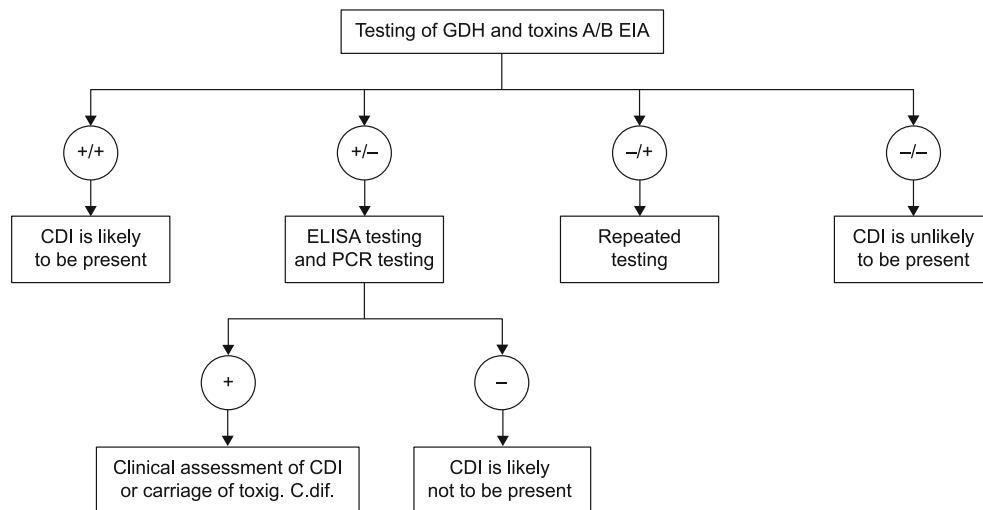 Testing of GDH and toxins A/B EIA
+/+
+/–
–/+
–/–
CDI is likely
to be present
ELISA testing
and PCR testing
Repeated
testing
CDI is unlikely
to be present
+
–
Clinical assessment of CDI
or carriage of toxig. C.dif.
CDI is likely
not to be present